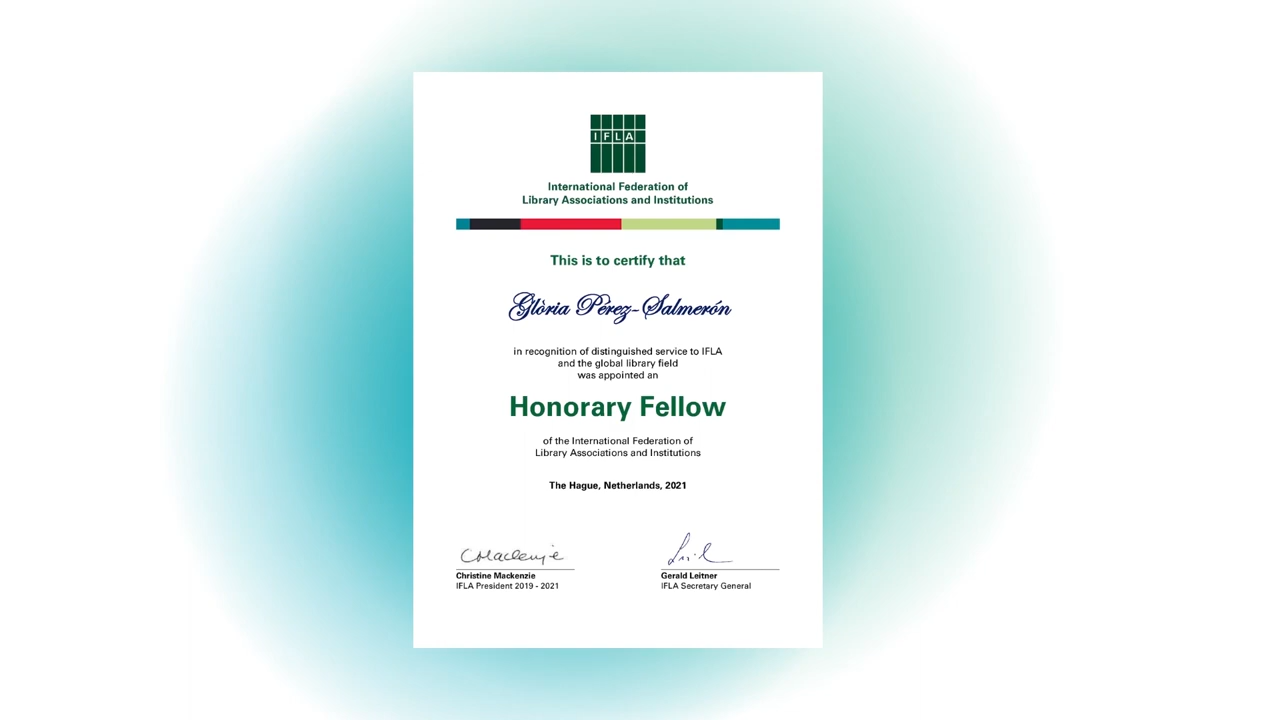 IFLA
International Federation of
Library Associations and Institutions
This is to certify that
Glòria Pérez-Salmerón
in recognition of distinguished service to IFLA
and the global library field
was appointed an
Honorary Fellow
of the International Federation of
Library Associations and Institutions
The Hague, Netherlands, 2021
CMackenzie
Christine Mackenzie
IFLA President 2019 - 2021
Gerald Leitner
IFLA Secretary General